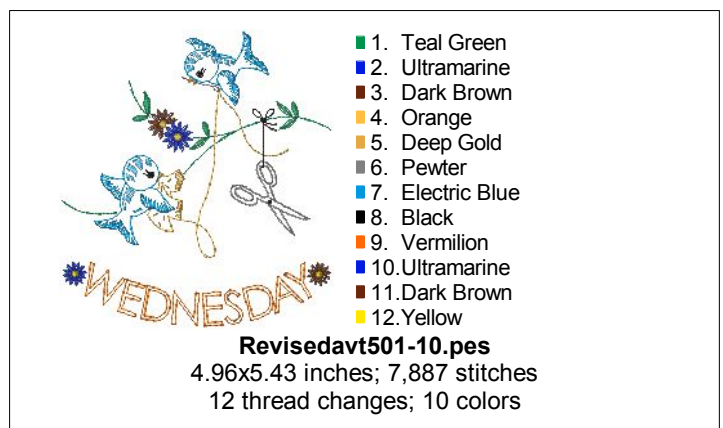 1. Teal Green
2. Ultramarine
3. Dark Brown
4. Orange
5. Deep Gold
6. Pewter
7. Electric Blue
8. Black
9. Vermilion
10.Ultramarine
11.Dark Brown
12.Yellow
WEDNESDAY
Revisedavt501-10.pes
4.96x5.43 inches; 7,887 stitches
12 thread changes; 10 colors